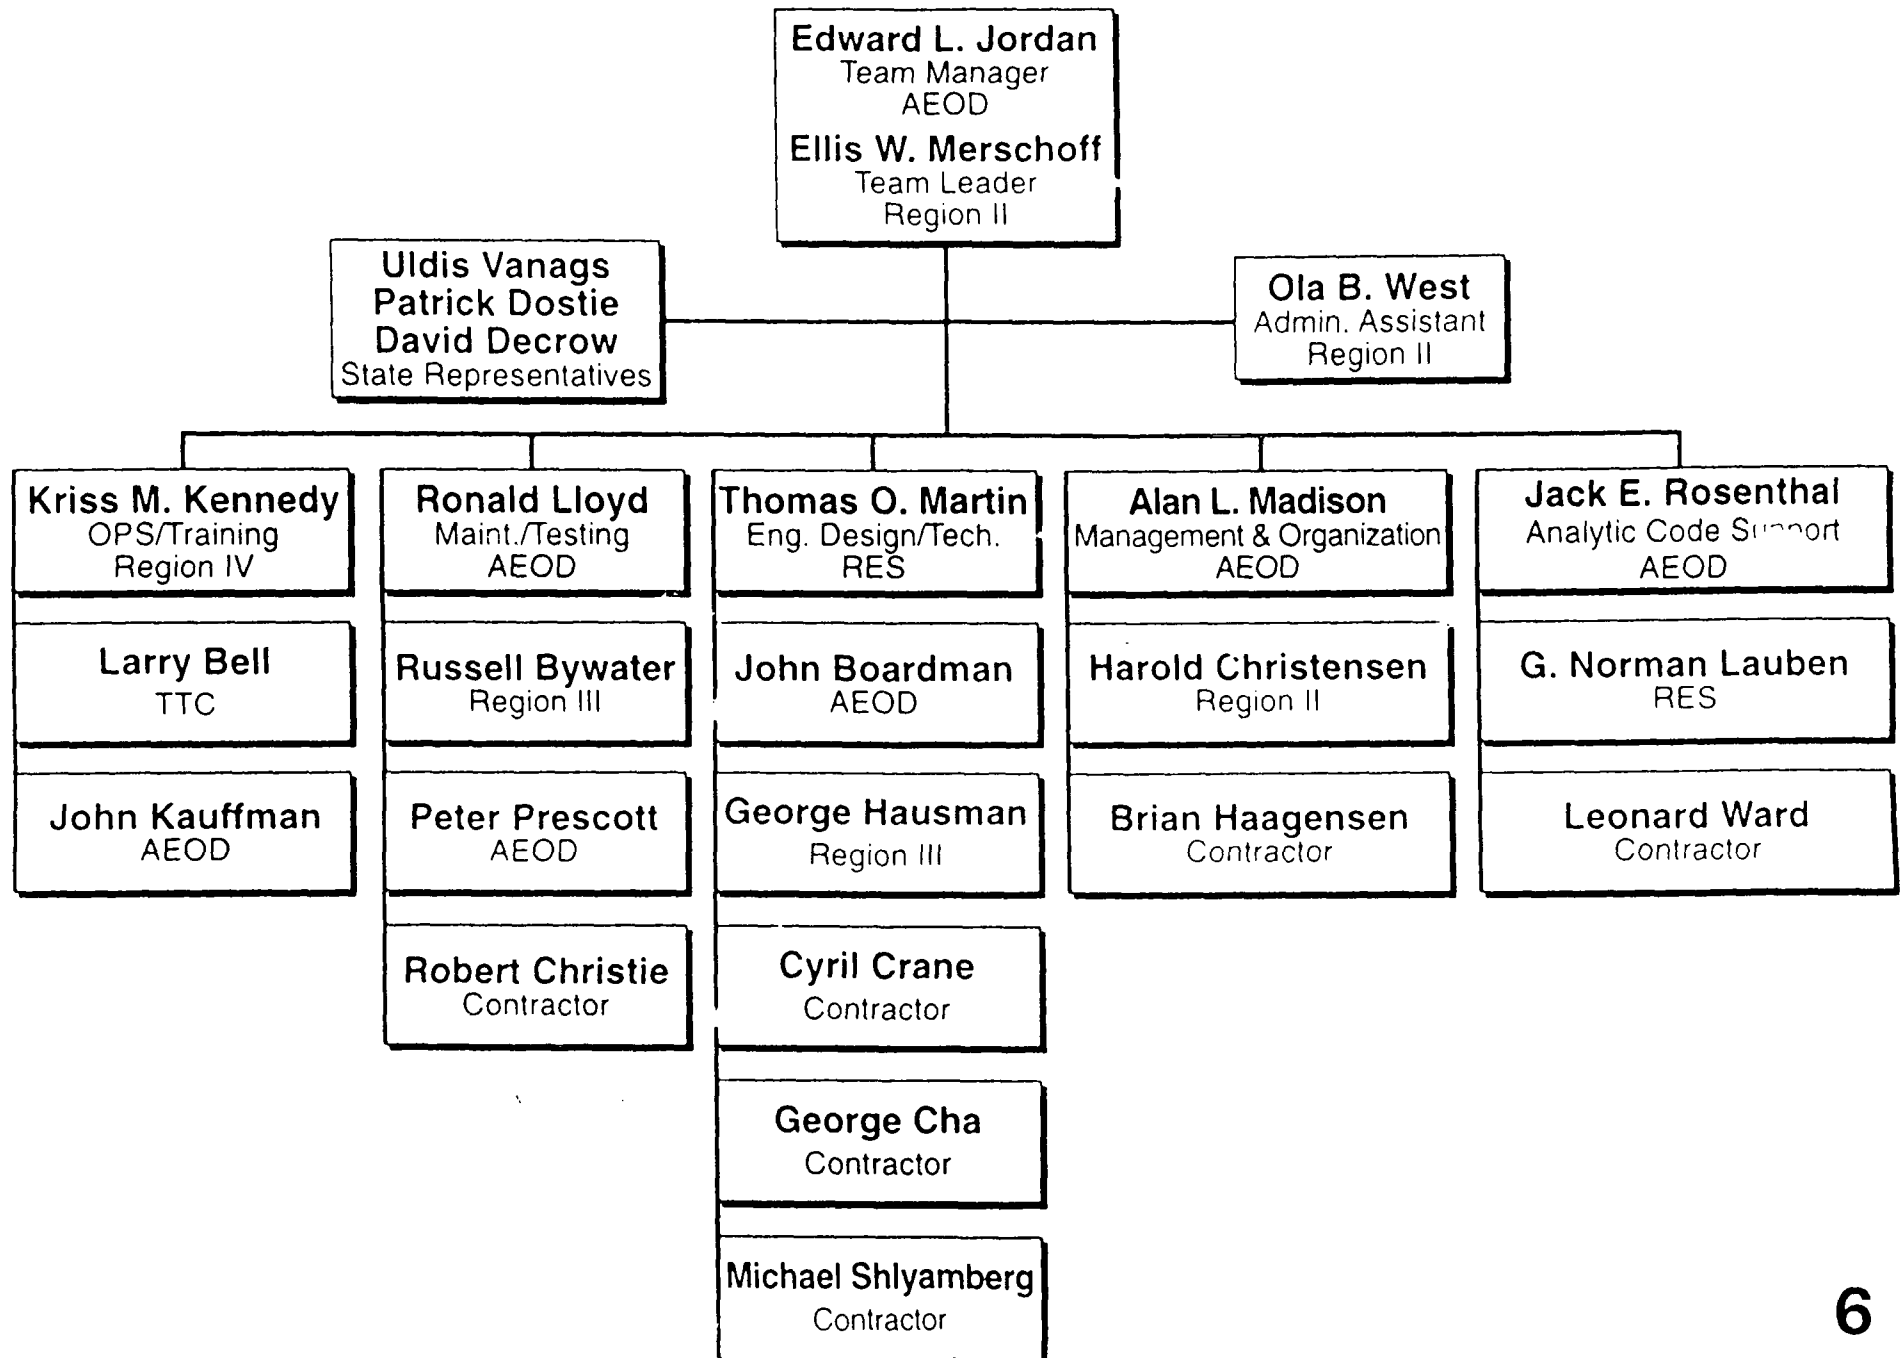 Edward L. Jordan
Team Manager
AEOD
Ellis W. Merschoff
Team Leader
Region II
Uldis Vanags
Patrick Dostie
David Decrow
State Representatives
Ola B. West
Admin. Assistant
Region II
Kriss M. Kennedy
OPS/Training
Region IV
Larry Bell
TTC
John Kauffman
AEOD
Ronald Lloyd
Maint./Testing
AEOD
Russell Bywater
Region III
Peter Prescott
AEOD
Robert Christie
Contractor
Thomas O. Martin
Eng. Design/Tech.
RES
John Boardman
AEOD
George Hausman
Region III
Cyril Crane
Contractor
George Cha
Contractor
Michael Shlyamberg
Contractor
Alan L. Madison
Management & Organization
AEOD
Harold Christensen
Region II
Brian Haagensen
Contractor
Jack E. Rosenthal
Analytic Code Support
AEOD
G. Norman Lauben
RES
Leonard Ward
Contractor
6